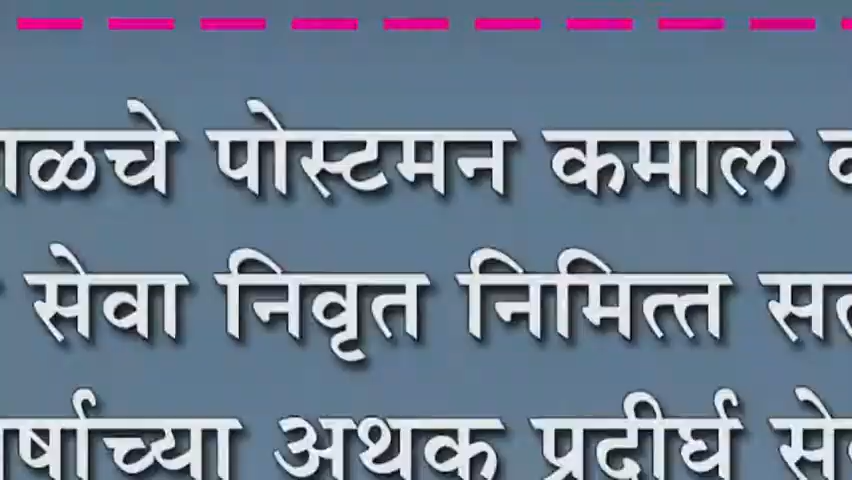 ाळचे पोस्टमन कमाल
सेवा निवृत निमित्त
र्षाच्या अथक प्रदीर्घ